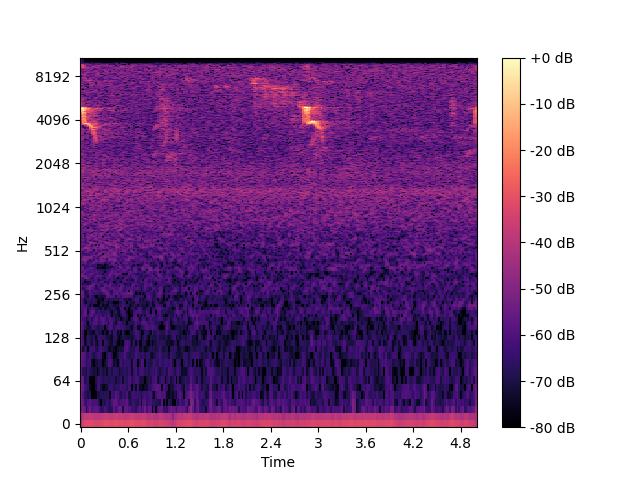 8192
4096
2048
1024
512
256
128
64
0
Hz
0 0.6 1.2 1.8 2.4 3 3.6 4.2 4.8
Time
+0 dB
-10 dB
-20 dB
-30 dB
-40 dB
-50 dB
-60 dB
-70 dB
-80 dB